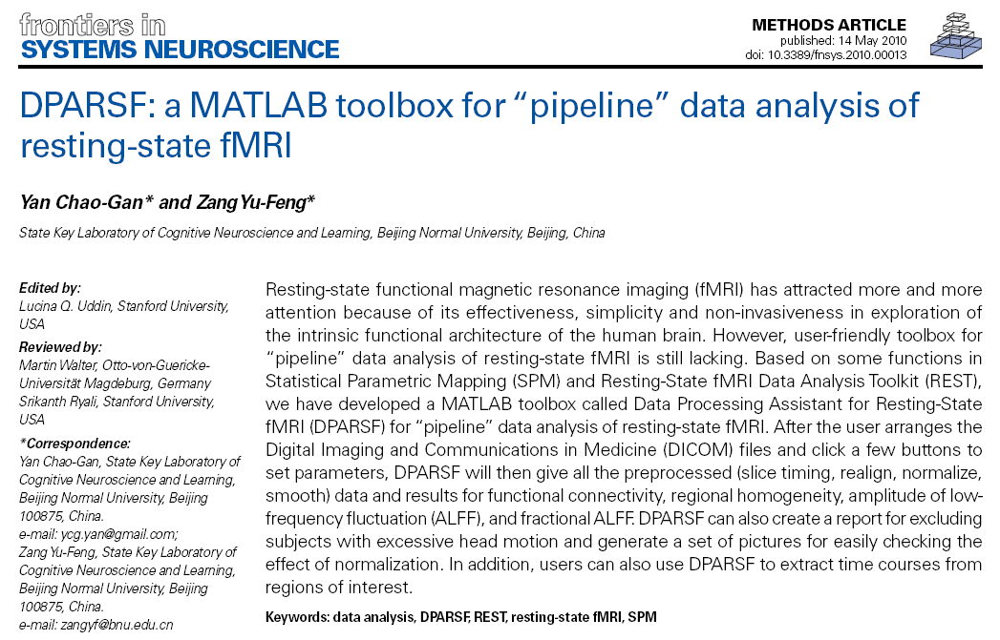 frontiers in
SYSTEMS NEUROSCIENCE
METHODS ARTICLE
published: 14 May 2010
doi: 10.3389/fnsys.2010.00013
DPARSF: a MATLAB toolbox for “pipeline” data analysis of
resting-state fMRI
Yan Chao-Gan* and Zang Yu-Feng*
State Key Laboratory of Cognitive Neuroscience and Learning, Beijing Normal University, Beijing, China
Edited by:
Lucina Q. Uddin, Stanford University,
USA
Reviewed by:
Martin Walter, Otto-von-Guericke-
Universität Magdeburg, Germany
Srikanth Ryali, Stanford University,
USA
*Correspondence:
Yan Chao-Gan, State Key Laboratory of
Cognitive Neuroscience and Learning,
Beijing Normal University, Beijing
100875, China.
e-mail: ycg.yan@gmail.com;
Zang Yu-Feng, State Key Laboratory of
Cognitive Neuroscience and Learning,
Beijing Normal University, Beijing
100875, China.
e-mail: zangyf@bnu.edu.cn
Resting-state functional magnetic resonance imaging (fMRI) has attracted more and more
attention because of its effectiveness, simplicity and non-invasiveness in exploration of
the intrinsic functional architecture of the human brain. However, user-friendly toolbox for
“pipeline” data analysis of resting-state fMRI is still lacking. Based on some functions in
Statistical Parametric Mapping (SPM) and Resting-State fMRI Data Analysis Toolkit (REST),
we have developed a MATLAB toolbox called Data Processing Assistant for Resting-State
fMRI (DPARSF) for “pipeline” data analysis of resting-state fMRI. After the user arranges the
Digital Imaging and Communications in Medicine (DICOM) files and click a few buttons to
set parameters, DPARSF will then give all the preprocessed (slice timing, realign, normalize,
smooth) data and results for functional connectivity, regional homogeneity, amplitude of low-
frequency fluctuation (ALFF), and fractional ALFF. DPARSF can also create a report for excluding
subjects with excessive head motion and generate a set of pictures for easily checking the
effect of normalization. In addition, users can also use DPARSF to extract time courses from
regions of interest.
Keywords: data analysis, DPARSF, REST, resting-state fMRI, SPM